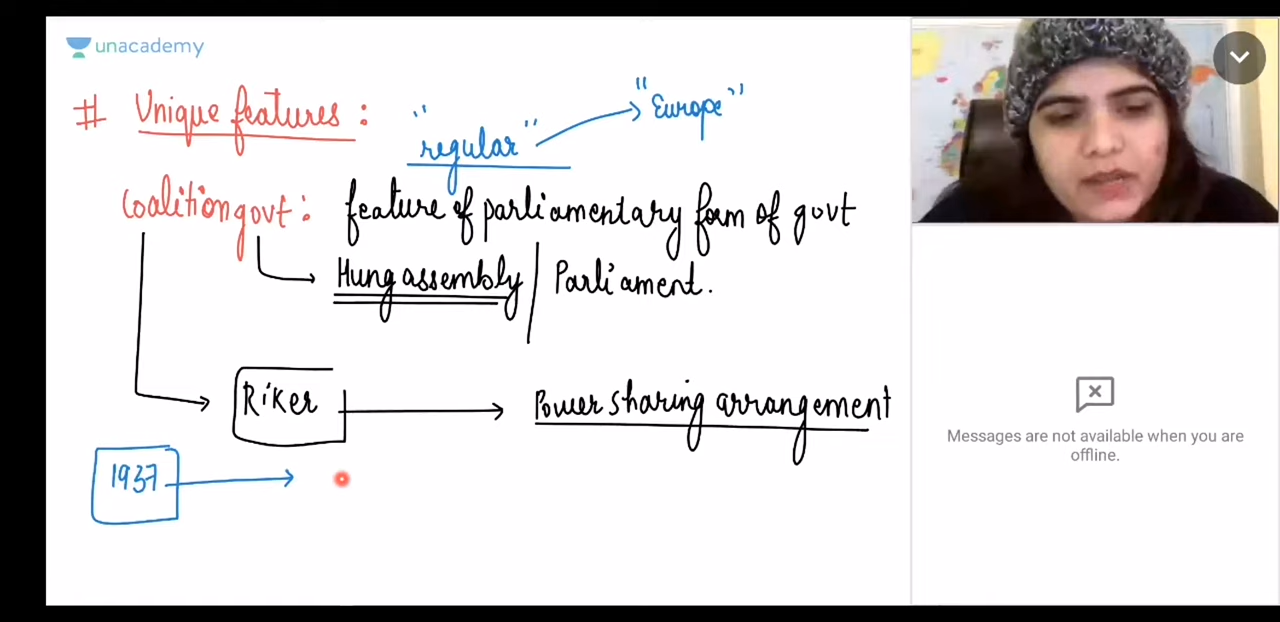 unacademy
# Unique features :
"regular"
"Europe"
Coalition govt : feature of parliamentary form of govt
Hung assembly / Parliament.
Riker
Power sharing arrangement
1937
Messages are not available when you are
offline.